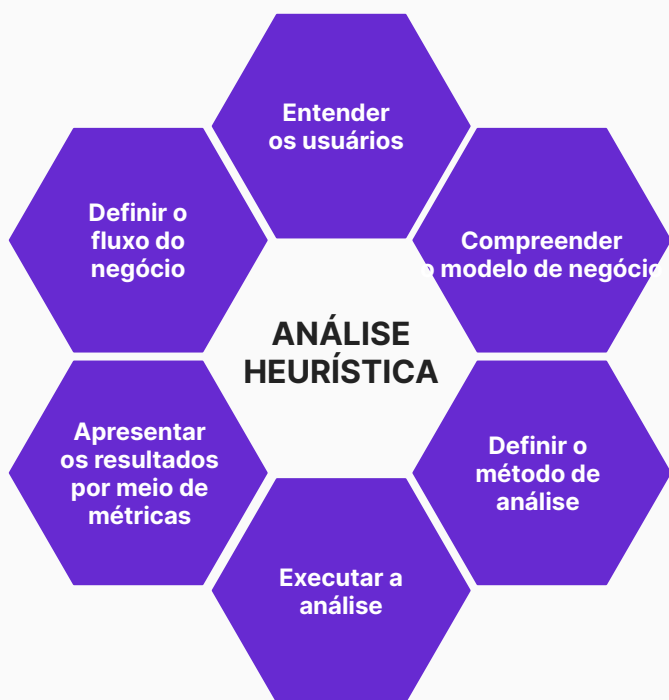 Entender
os usuários
Compreender
o modelo de negócio
Definir o
método de
análise
Executar a
análise
Apresentar
os resultados
por meio de
métricas
Definir o
fluxo do
negócio
ANÁLISE
HEURÍSTICA